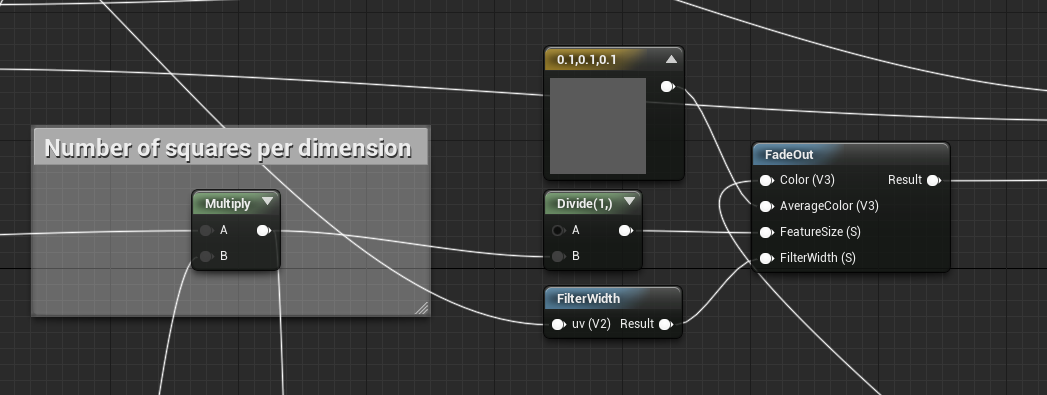 0.1,0.1,0.1
Number of squares per dimension
FadeOut
Color (V3) Result
AverageColor (V3)
FeatureSize (S)
FilterWidth (S)
Multiply
A
B
Divide(1,)
A
B
FilterWidth
uv (V2) Result